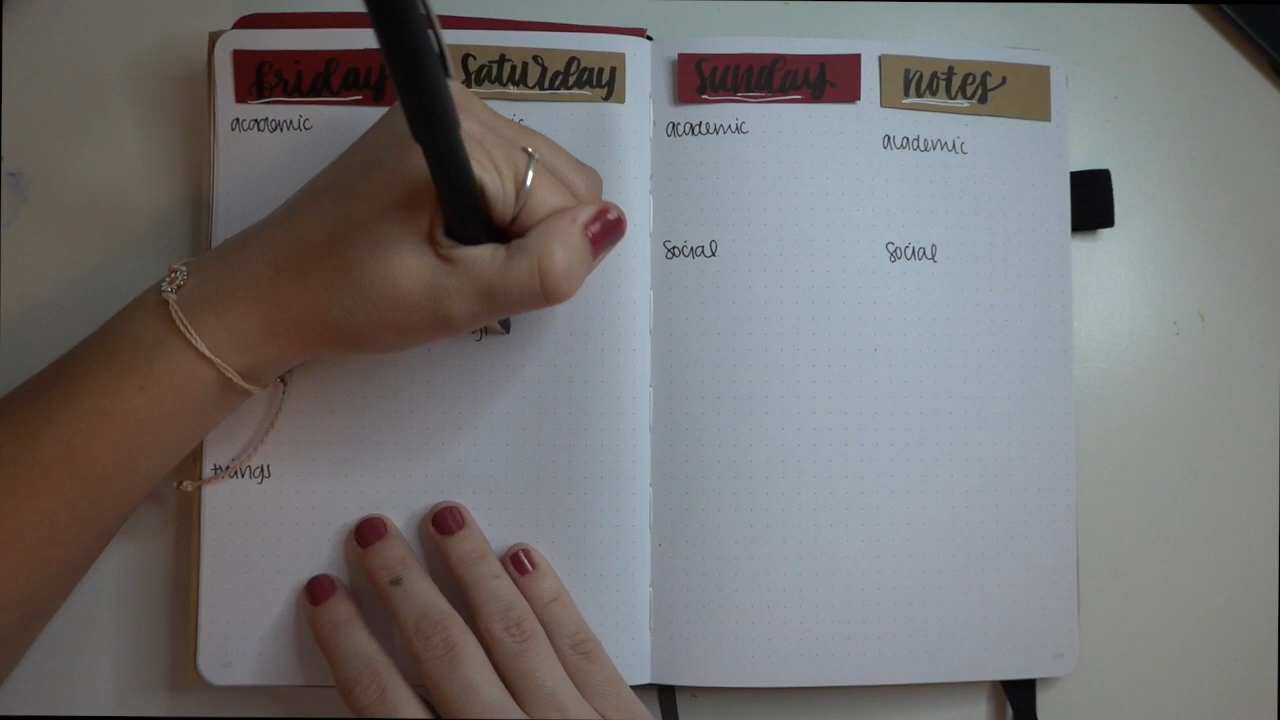 friday
saturday
sunday
notes
academic
academic
academic
social
social
things